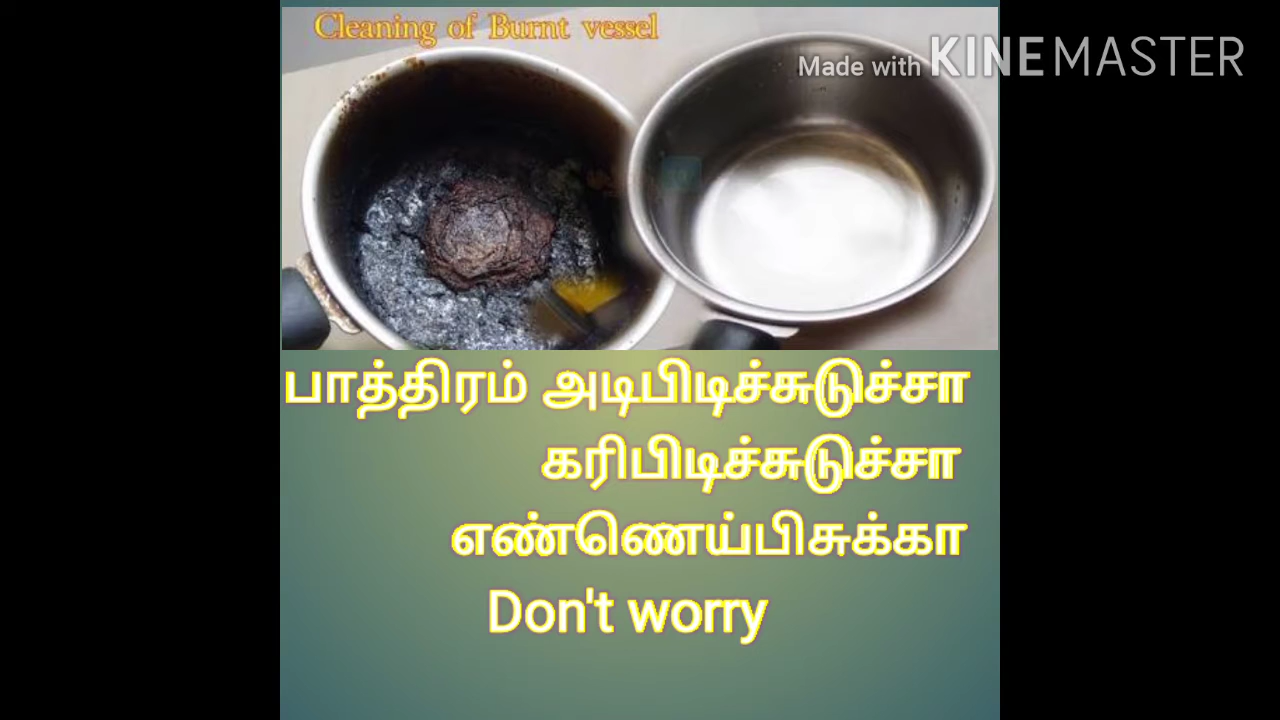 Cleaning of Burnt vessel
Made with KINEMASTER
பாத்திரம் அடிபிடிச்சுடுச்சா
கரிபிடிச்சுடுச்சா
எண்ணெய்பிசுக்கா
Don't worry